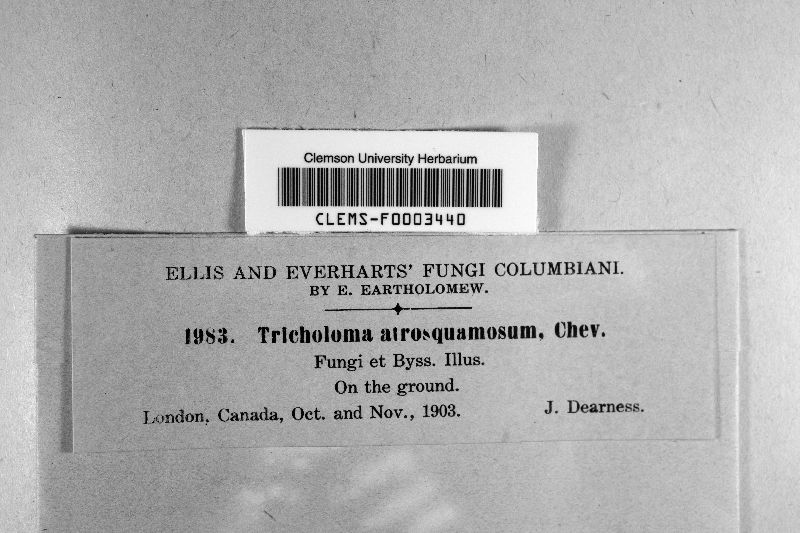 Clemson University Herbarium
CLEMS-F0003440
ELLIS AND EVERHARTS' FUNGI COLUMBIANI.
BY E. EARTHOLOMEW.
1983. Tricholoma atrosquamosum, Chev.
Fungi et Byss. Illus.
On the ground.
London, Canada, Oct. and Nov., 1903. J. Dearness.